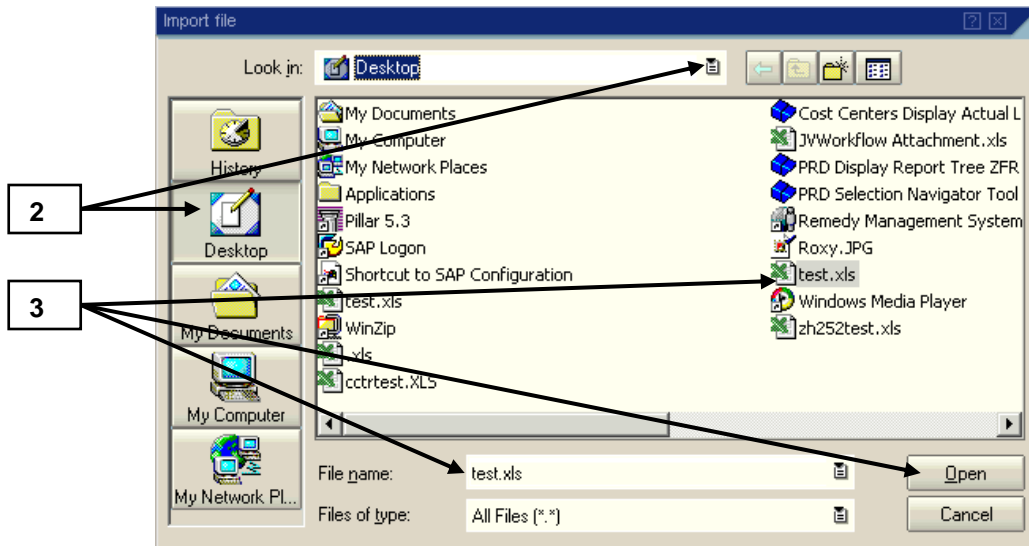 Import file
Look in: Desktop
History
Desktop
My Documents
My Computer
My Network Pl...
2
3
My Documents
My Computer
My Network Places
Applications
Pillar 5.3
SAP Logon
Shortcut to SAP Configuration
test.xls
WinZip
.xls
cctrtest.XLS
Cost Centers Display Actual L
JVWorkflow Attachment.xls
PRD Display Report Tree ZFR
PRD Selection Navigator Tool
Remedy Management System
Roxy.JPG
test.xls
Windows Media Player
zh252test.xls
File name: test.xls Open
Files of type: All Files (*.*) Cancel